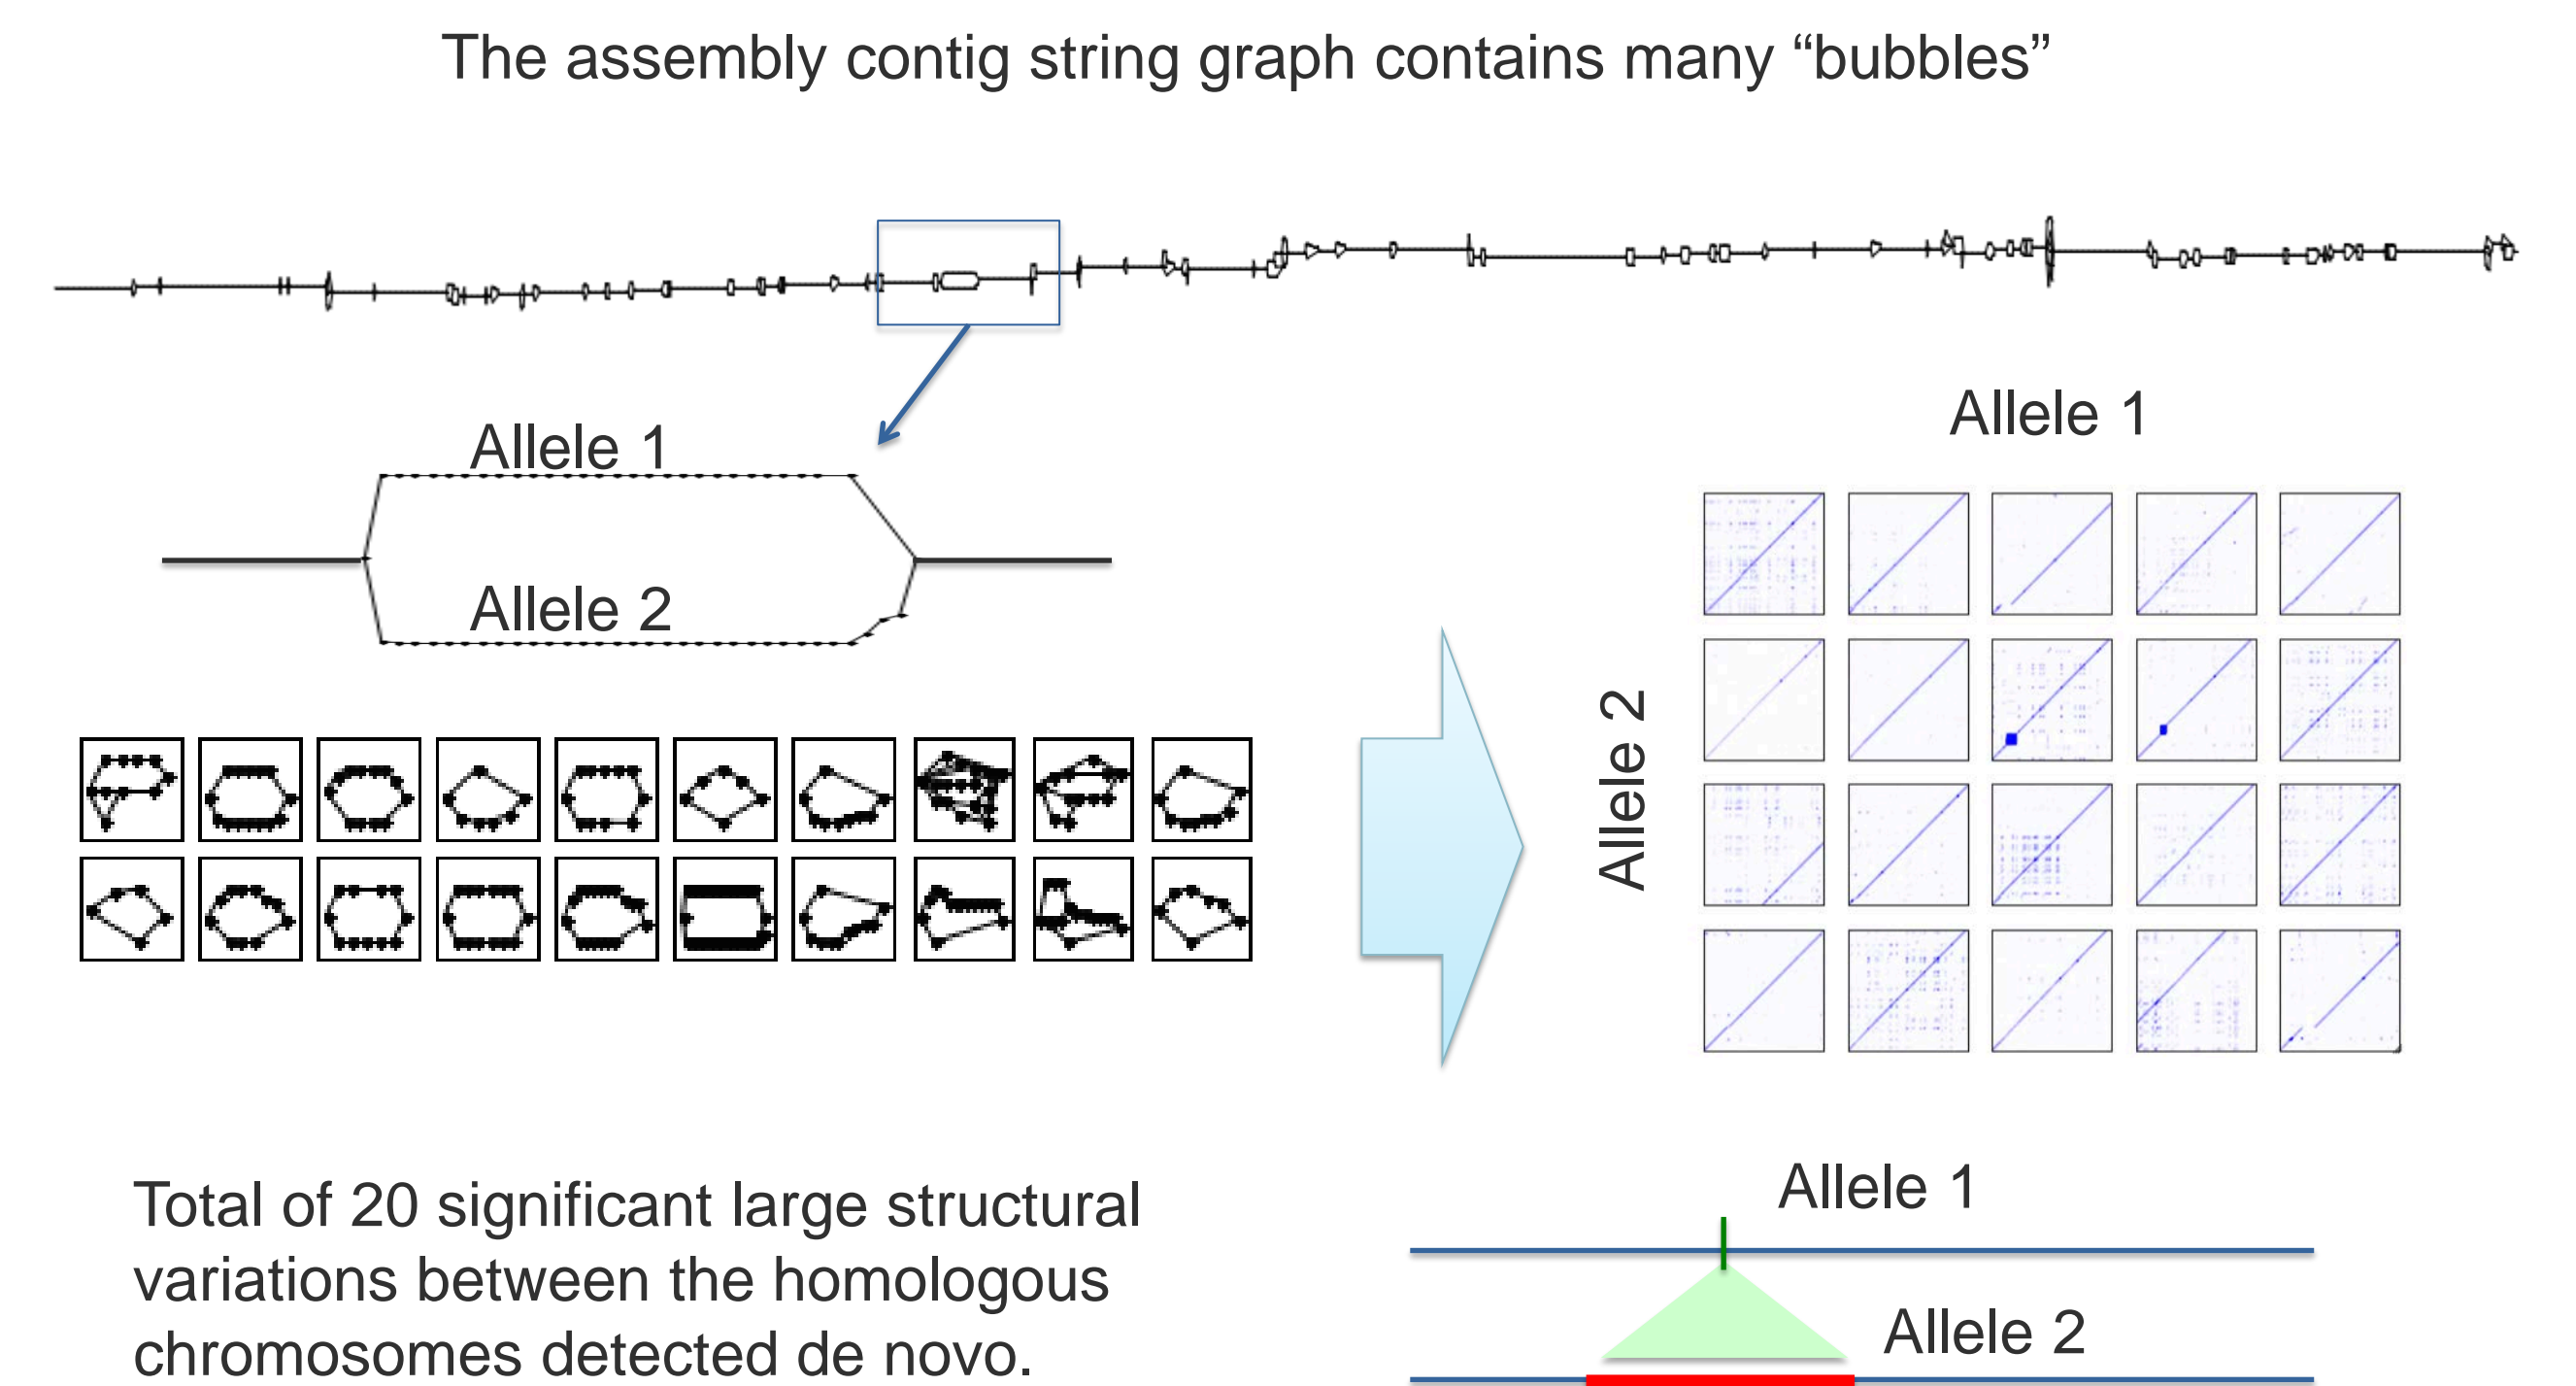 The assembly contig string graph contains many “bubbles”
Allele 1
Allele 2
Allele 1
Allele 2
Total of 20 significant large structural
variations between the homologous
chromosomes detected de novo.
Allele 1
Allele 2